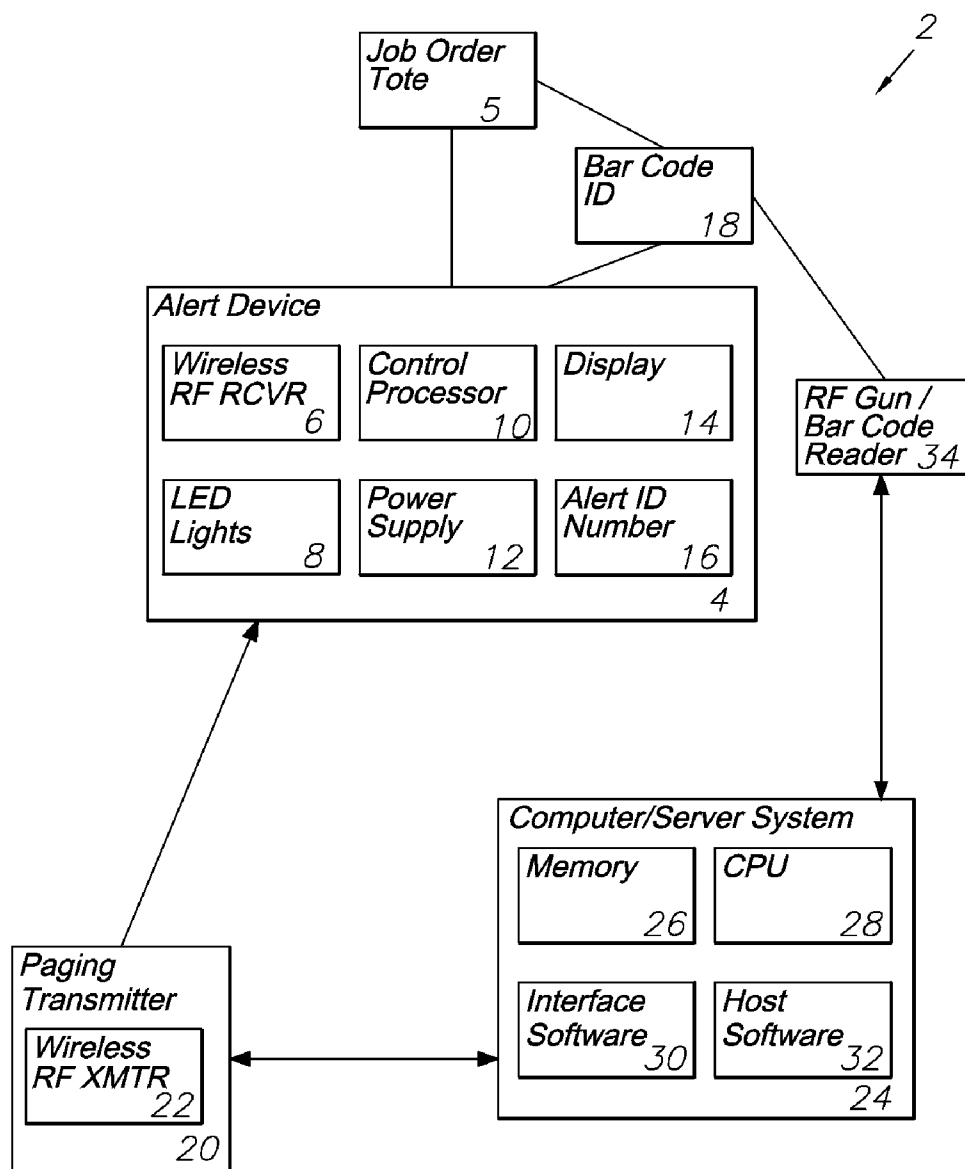 2
Job Order
Tote
5
Bar Code
ID
18
Alert Device
Wireless
RF RCVR
6
Control
Processor
10
Display
14
LED
Lights
8
Power
Supply
12
Alert ID
Number
16
4
RF Gun /
Bar Code
Reader 34
Computer/Server System
Memory
26
CPU
28
Interface
Software
30
Host
Software
32
24
Paging
Transmitter
Wireless
RF XMTR
22
20